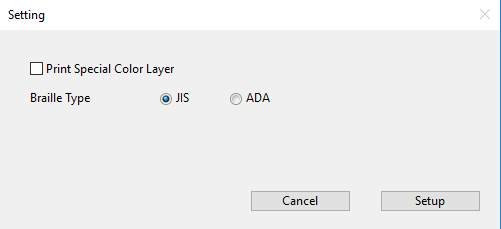 Setting
Print Special Color Layer
Braille Type JIS ADA
Cancel Setup